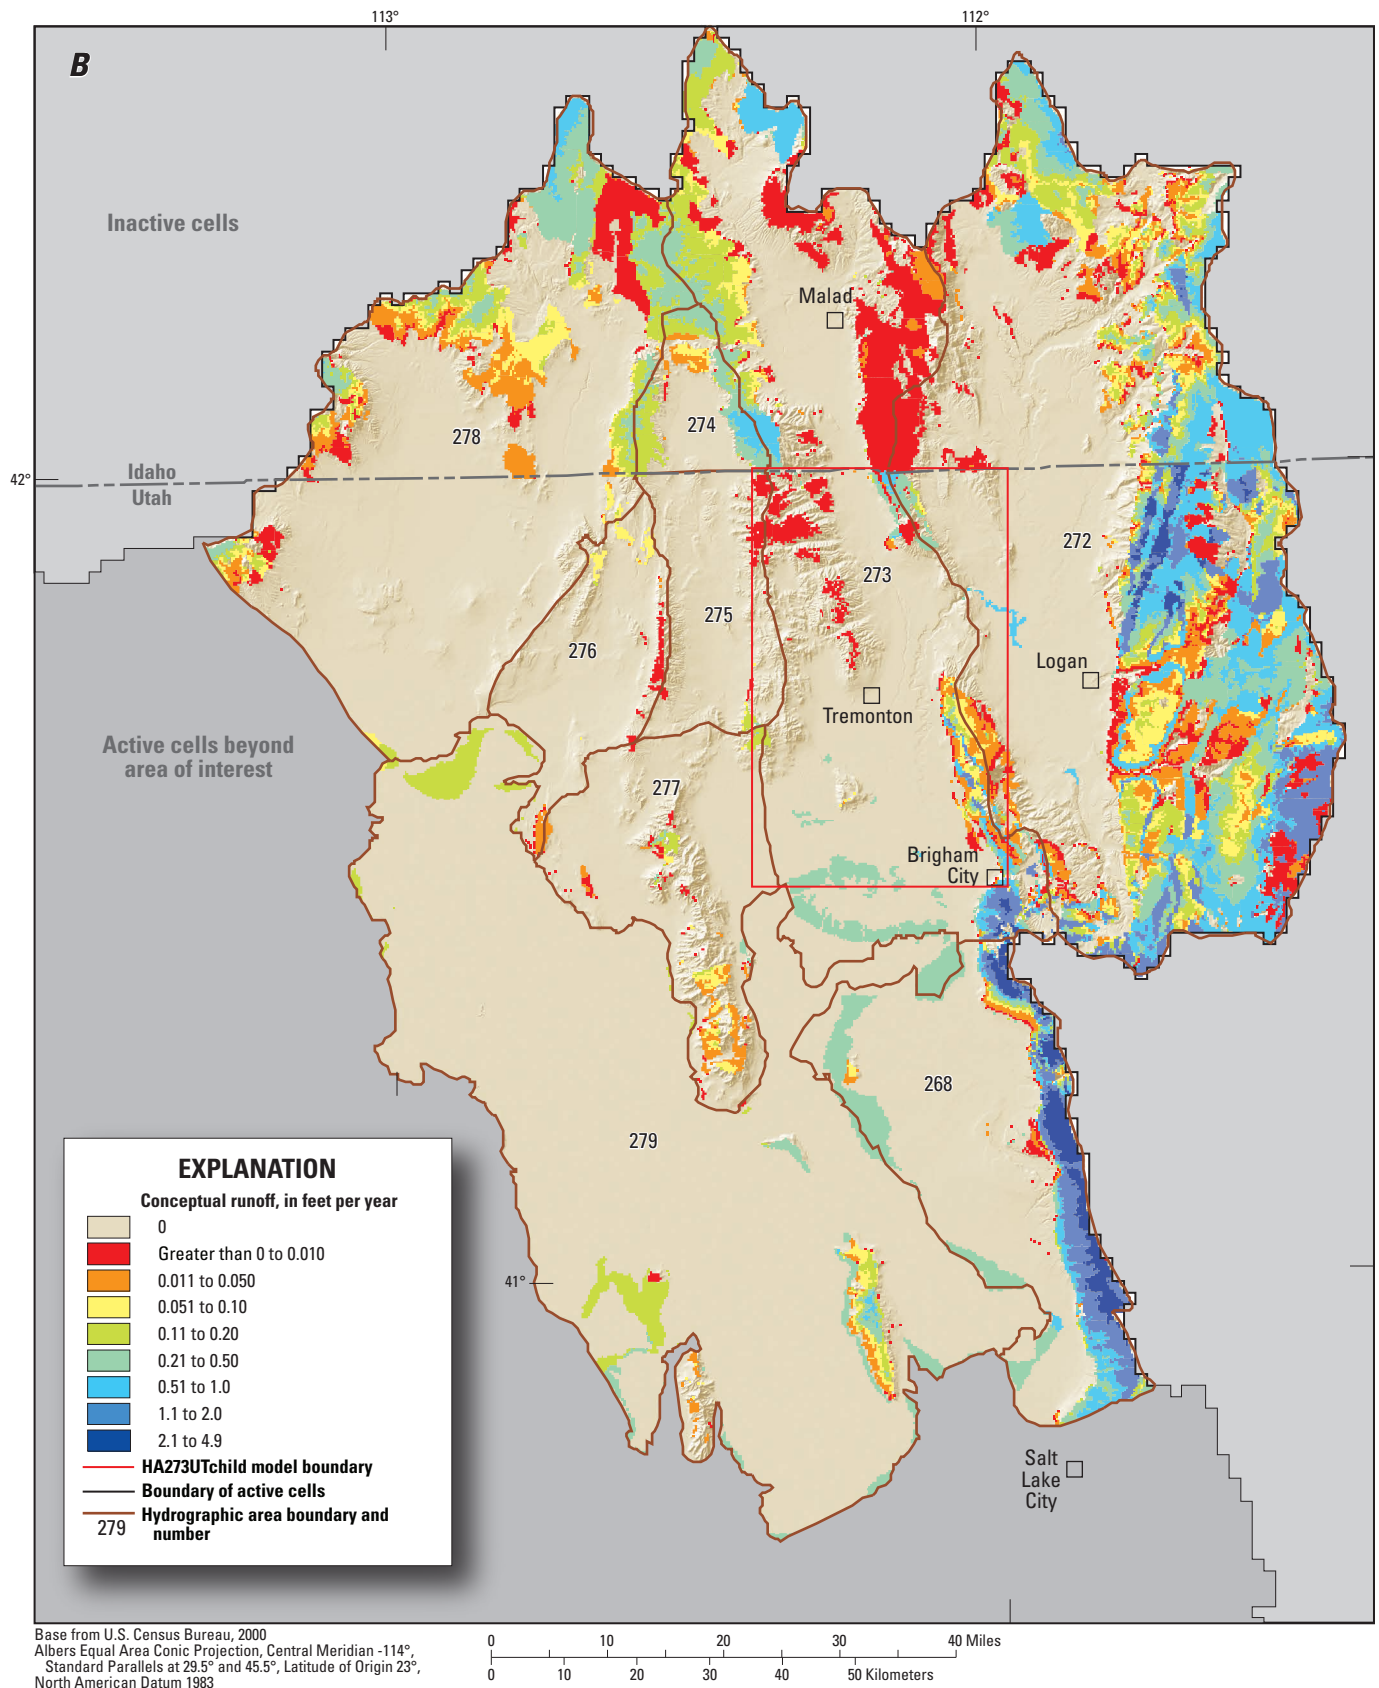 113°
112°
B
Inactive cells
Malad
278
274
Idaho
42°
Utah
272
273
275
276
Logan
Tremonton
Active cells beyond
area of interest
277
Brigham
City
268
279
41°
Salt
Lake
City
EXPLANATION
Conceptual runoff, in feet per year
0
Greater than 0 to 0.010
0.011 to 0.050
0.051 to 0.10
0.11 to 0.20
0.21 to 0.50
0.51 to 1.0
1.1 to 2.0
2.1 to 4.9
HA273UTchild model boundary
Boundary of active cells
Hydrographic area boundary and
279 number
Base from U.S. Census Bureau, 2000
Albers Equal Area Conic Projection, Central Meridian -114°,
Standard Parallels at 29.5° and 45.5°, Latitude of Origin 23°,
North American Datum 1983
0 10 20 30 40 Miles
0 10 20 30 40 50 Kilometers